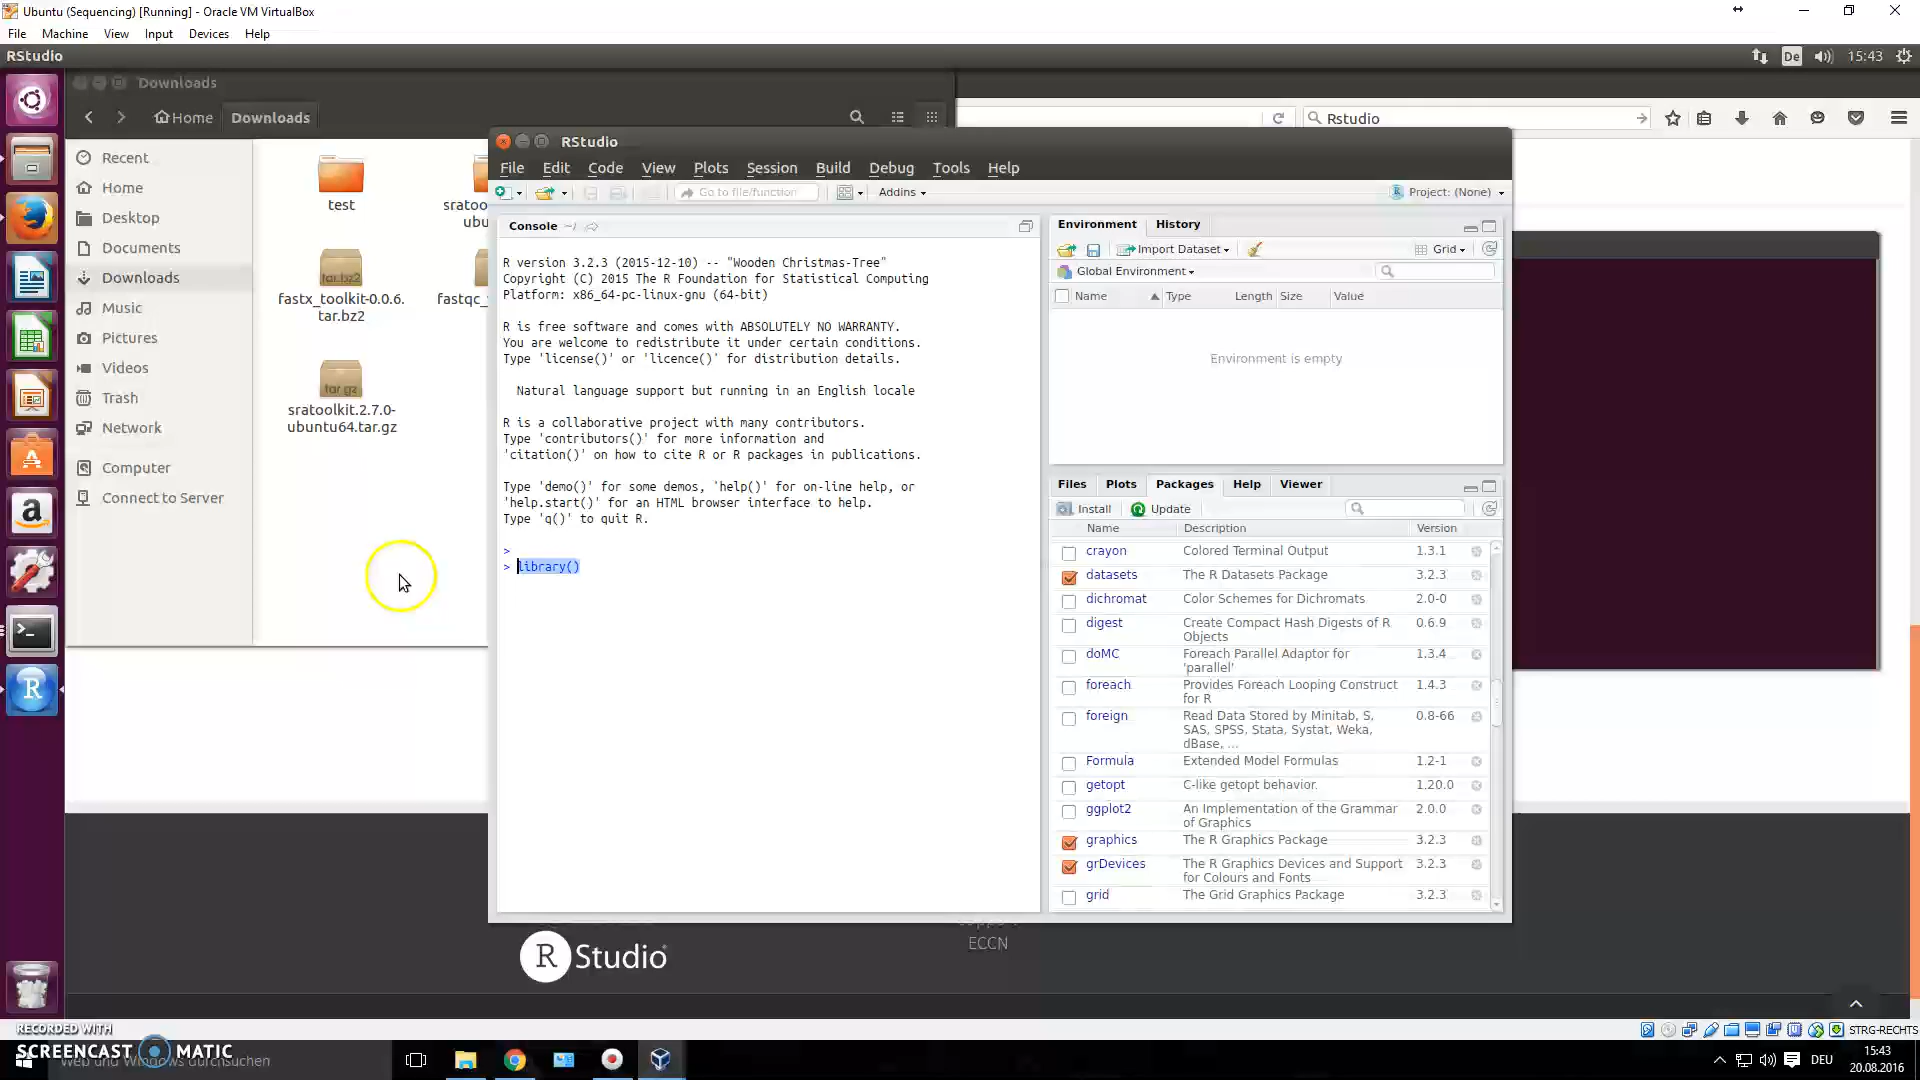 Ubuntu (Sequencing) [Running] - Oracle VM VirtualBox
File Machine View Input Devices Help
RStudio
De
15:43
Downloads
Home Downloads
Rstudio
Recent
Home
Desktop
Documents
Downloads
Music
Pictures
Videos
Trash
Network
Computer
Connect to Server
test
tar.bz2
fastx_toolkit-0.0.6.
tar.bz2
tar.gz
sratoolkit.2.7.0-
ubuntu64.tar.gz
RStudio
File Edit Code View Plots Session Build Debug Tools Help
Go to file/function
Addins
Project: (None)
Console ~/
R version 3.2.3 (2015-12-10) -- "Wooden Christmas-Tree"
Copyright (C) 2015 The R Foundation for Statistical Computing
Platform: x86_64-pc-linux-gnu (64-bit)
R is free software and comes with ABSOLUTELY NO WARRANTY.
You are welcome to redistribute it under certain conditions.
Type 'license()' or 'licence()' for distribution details.
Natural language support but running in an English locale
R is a collaborative project with many contributors.
Type 'contributors()' for more information and
'citation()' on how to cite R or R packages in publications.
Type 'demo()' for some demos, 'help()' for on-line help, or
'help.start()' for an HTML browser interface to help.
Type 'q()' to quit R.
>
> library()
Environment History
Import Dataset
Grid
Global Environment
Name Type Length Size Value
Environment is empty
Files Plots Packages Help Viewer
Install Update
Name Description Version
crayon Colored Terminal Output 1.3.1
datasets The R Datasets Package 3.2.3
dichromat Color Schemes for Dichromats 2.0-0
digest Create Compact Hash Digests of R 0.6.9
Objects
doMC Foreach Parallel Adaptor for 1.3.4
'parallel'
foreach Provides Foreach Looping Construct 1.4.3
for R
foreign Read Data Stored by Minitab, S, 0.8-66
SAS, SPSS, Stata, Systat, Weka,
dBase, ...
Formula Extended Model Formulas 1.2-1
getopt C-like getopt behavior. 1.20.0
ggplot2 An Implementation of the Grammar 2.0.0
of Graphics
graphics The R Graphics Package 3.2.3
grDevices The R Graphics Devices and Support 3.2.3
for Colours and Fonts
grid The Grid Graphics Package 3.2.3
ECCN
R Studio
RECORDED WITH
SCREENCAST MATIC
Web und Windows durchsuchen
STRG-RECHTS
DEU
15:43
20.08.2016